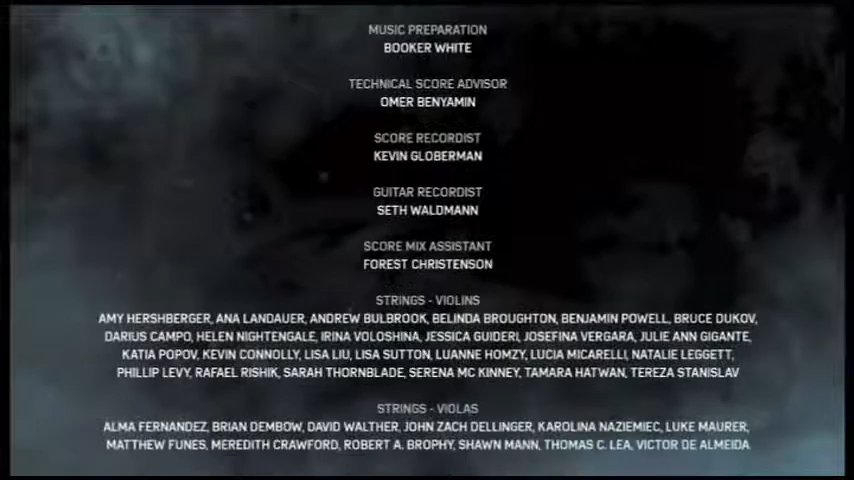 MUSIC PREPARATION
BOOKER WHITE
TECHNICAL SCORE ADVISOR
OMER BENYAMIN
SCORE RECORDIST
KEVIN GLOBERMAN
GUITAR RECORDIST
SETH WALDMANN
SCORE MIX ASSISTANT
FOREST CHRISTENSON
STRINGS - VIOLINS
AMY HERSHBERGER, ANA LANDAUER, ANDREW BULBROOK, BELINDA BROUGHTON, BENJAMIN POWELL, BRUCE DUKOV,
DARIUS CAMPO, HELEN NIGHTENGALE, IRINA VOLOSHINA, JESSICA GUIDERI, JOSEFINA VERGARA, JULIE ANN GIGANTE,
KATIA POPOV, KEVIN CONNOLLY, LISA LIU, LISA SUTTON, LUANNE HOMZY, LUCIA MICARELLI, NATALIE LEGGETT,
PHILLIP LEVY, RAFAEL RISHIK, SARAH THORNBLADE, SERENA MC KINNEY, TAMARA HATWAN, TEREZA STANISLAV
STRINGS - VIOLAS
ALMA FERNANDEZ, BRIAN DEMBOW, DAVID WALTHER, JOHN ZACH DELLINGER, KAROLINA NAZIEMIEC, LUKE MAURER,
MATTHEW FUNES, MEREDITH CRAWFORD, ROBERT A. BROPHY, SHAWN MANN, THOMAS C. LEA, VICTOR DE ALMEIDA